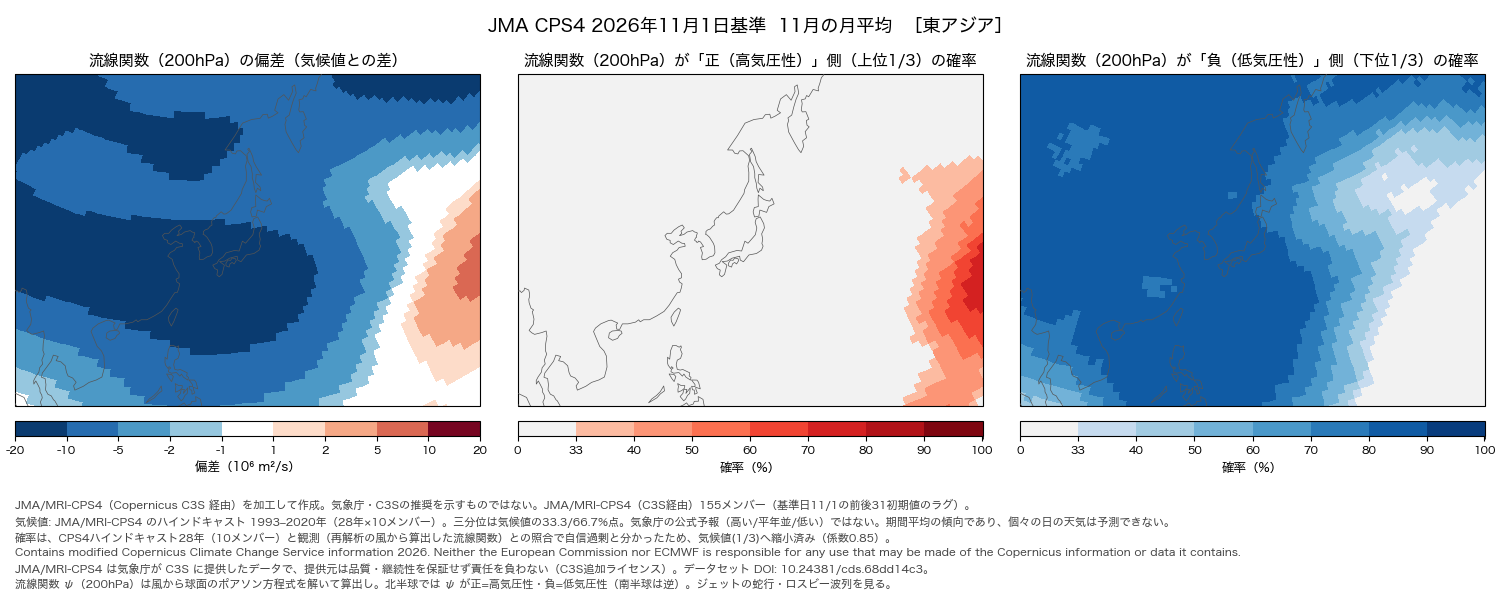 JMA CPS4 2026年11月1日基準 11月の月平均 ［東アジア］
流線関数（200hPa）の偏差（気候値との差）
流線関数（200hPa）が「正（高気圧性）」側（上位1/3）の確率
流線関数（200hPa）が「負（低気圧性）」側（下位1/3）の確率
-20 -10 -5 -2 -1 1 2 5 10 20
偏差（10⁶ m²/s）
0 33 40 50 60 70 80 90 100
確率（%）
0 33 40 50 60 70 80 90 100
確率（%）
JMA/MRI-CPS4（Copernicus C3S 経由）を加工して作成。気象庁・C3Sの推奨を示すものではない。JMA/MRI-CPS4（C3S経由）155メンバー（基準日11/1の前後31初期値のラグ）。
気候値: JMA/MRI-CPS4 のハインドキャスト 1993–2020年（28年×10メンバー）。三分位は気候値の33.3/66.7%点。気象庁の公式予報（高い/平年並/低い）ではない。期間平均の傾向であり、個々の日の天気は予測できない。
確率は、CPS4ハインドキャスト28年（10メンバー）と観測（再解析の風から算出した流線関数）との照合で自信過剰と分かったため、気候値(1/3)へ縮小済み（係数0.85）。
Contains modified Copernicus Climate Change Service information 2026. Neither the European Commission nor ECMWF is responsible for any use that may be made of the Copernicus information or data it contains.
JMA/MRI-CPS4 は気象庁が C3S に提供したデータで、提供元は品質・継続性を保証せず責任を負わない（C3S追加ライセンス）。データセット DOI: 10.24381/cds.68dd14c3。
流線関数 ψ（200hPa）は風から球面のポアソン方程式を解いて算出し。北半球では ψ が正=高気圧性・負=低気圧性（南半球は逆）。ジェットの蛇行・ロスビー波列を見る。